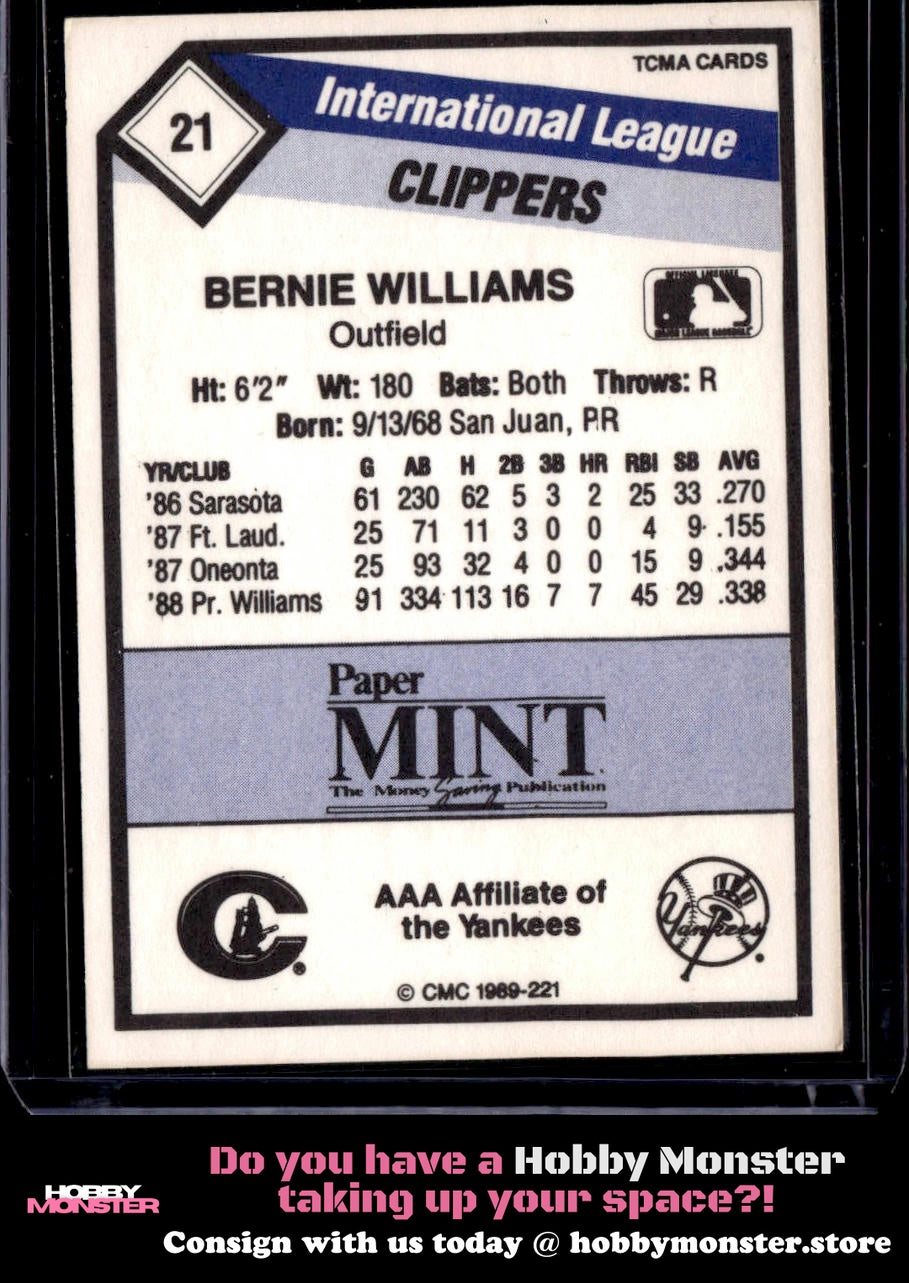 TCMA CARDS
21
International League
CLIPPERS
BERNIE WILLIAMS
Outfield
Ht: 6'2" Wt: 180 Bats: Both Throws: R
Born: 9/13/68 San Juan, PR
YR/CLUB G AB H 2B 3B HR RBI SB AVG
'86 Sarasota 61 230 62 5 3 2 25 33 .270
'87 Ft. Laud. 25 71 11 3 0 0 4 9 .155
'87 Oneonta 25 93 32 4 0 0 15 9 .344
'88 Pr. Williams 91 334 113 16 7 7 45 29 .338
Paper
MINT
The Money Saving Publication
C ®
AAA Affiliate of
the Yankees
Yankees
© CMC 1989-221
HOBBY
MONSTER
Do you have a Hobby Monster
taking up your space?!
Consign with us today @ hobbymonster.store